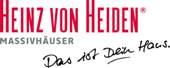 HEINZ VON HEIDEN®
MASSIVHÄUSER
Das ist Dein Haus.